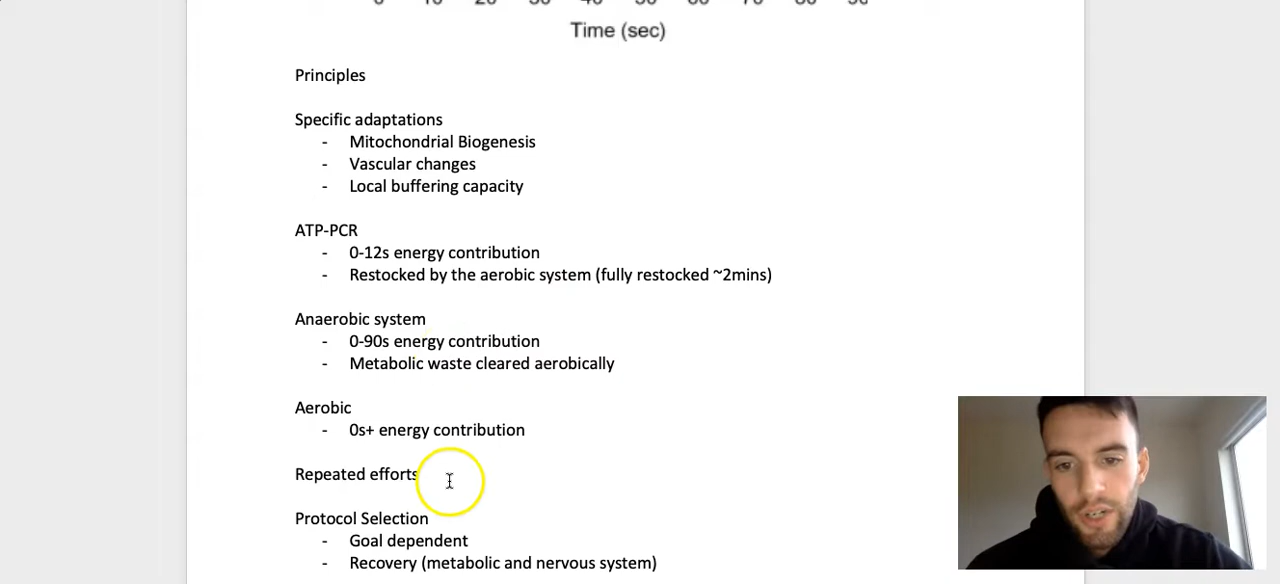 Time (sec)
Principles
Specific adaptations
- Mitochondrial Biogenesis
- Vascular changes
- Local buffering capacity
ATP-PCR
- 0-12s energy contribution
- Restocked by the aerobic system (fully restocked ~2mins)
Anaerobic system
- 0-90s energy contribution
- Metabolic waste cleared aerobically
Aerobic
- 0s+ energy contribution
Repeated efforts
Protocol Selection
- Goal dependent
- Recovery (metabolic and nervous system)